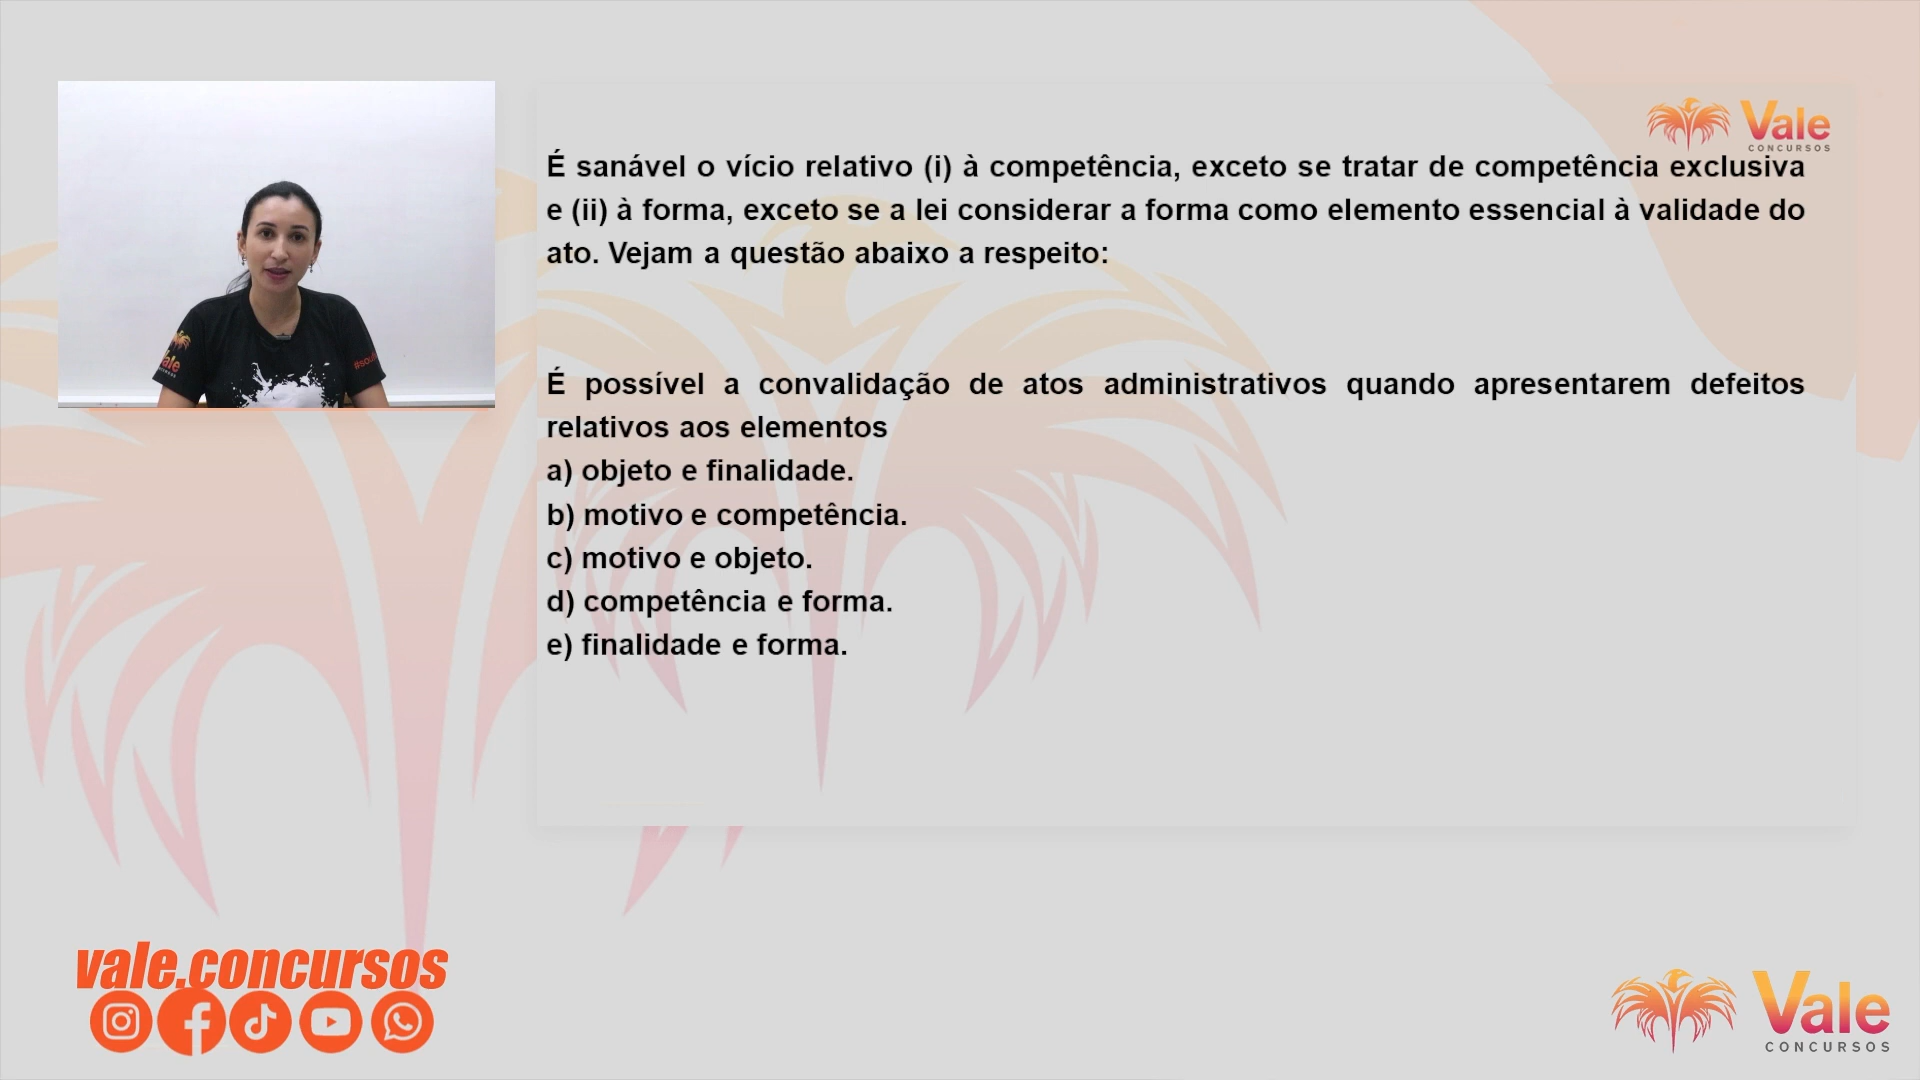 Vale
CONCURSOS
É sanável o vício relativo (i) à competência, exceto se tratar de competência exclusiva
e (ii) à forma, exceto se a lei considerar a forma como elemento essencial à validade do
ato. Vejam a questão abaixo a respeito:
É possível a convalidação de atos administrativos quando apresentarem defeitos
relativos aos elementos
a) objeto e finalidade.
b) motivo e competência.
c) motivo e objeto.
d) competência e forma.
e) finalidade e forma.
vale.concursos
Vale
CONCURSOS